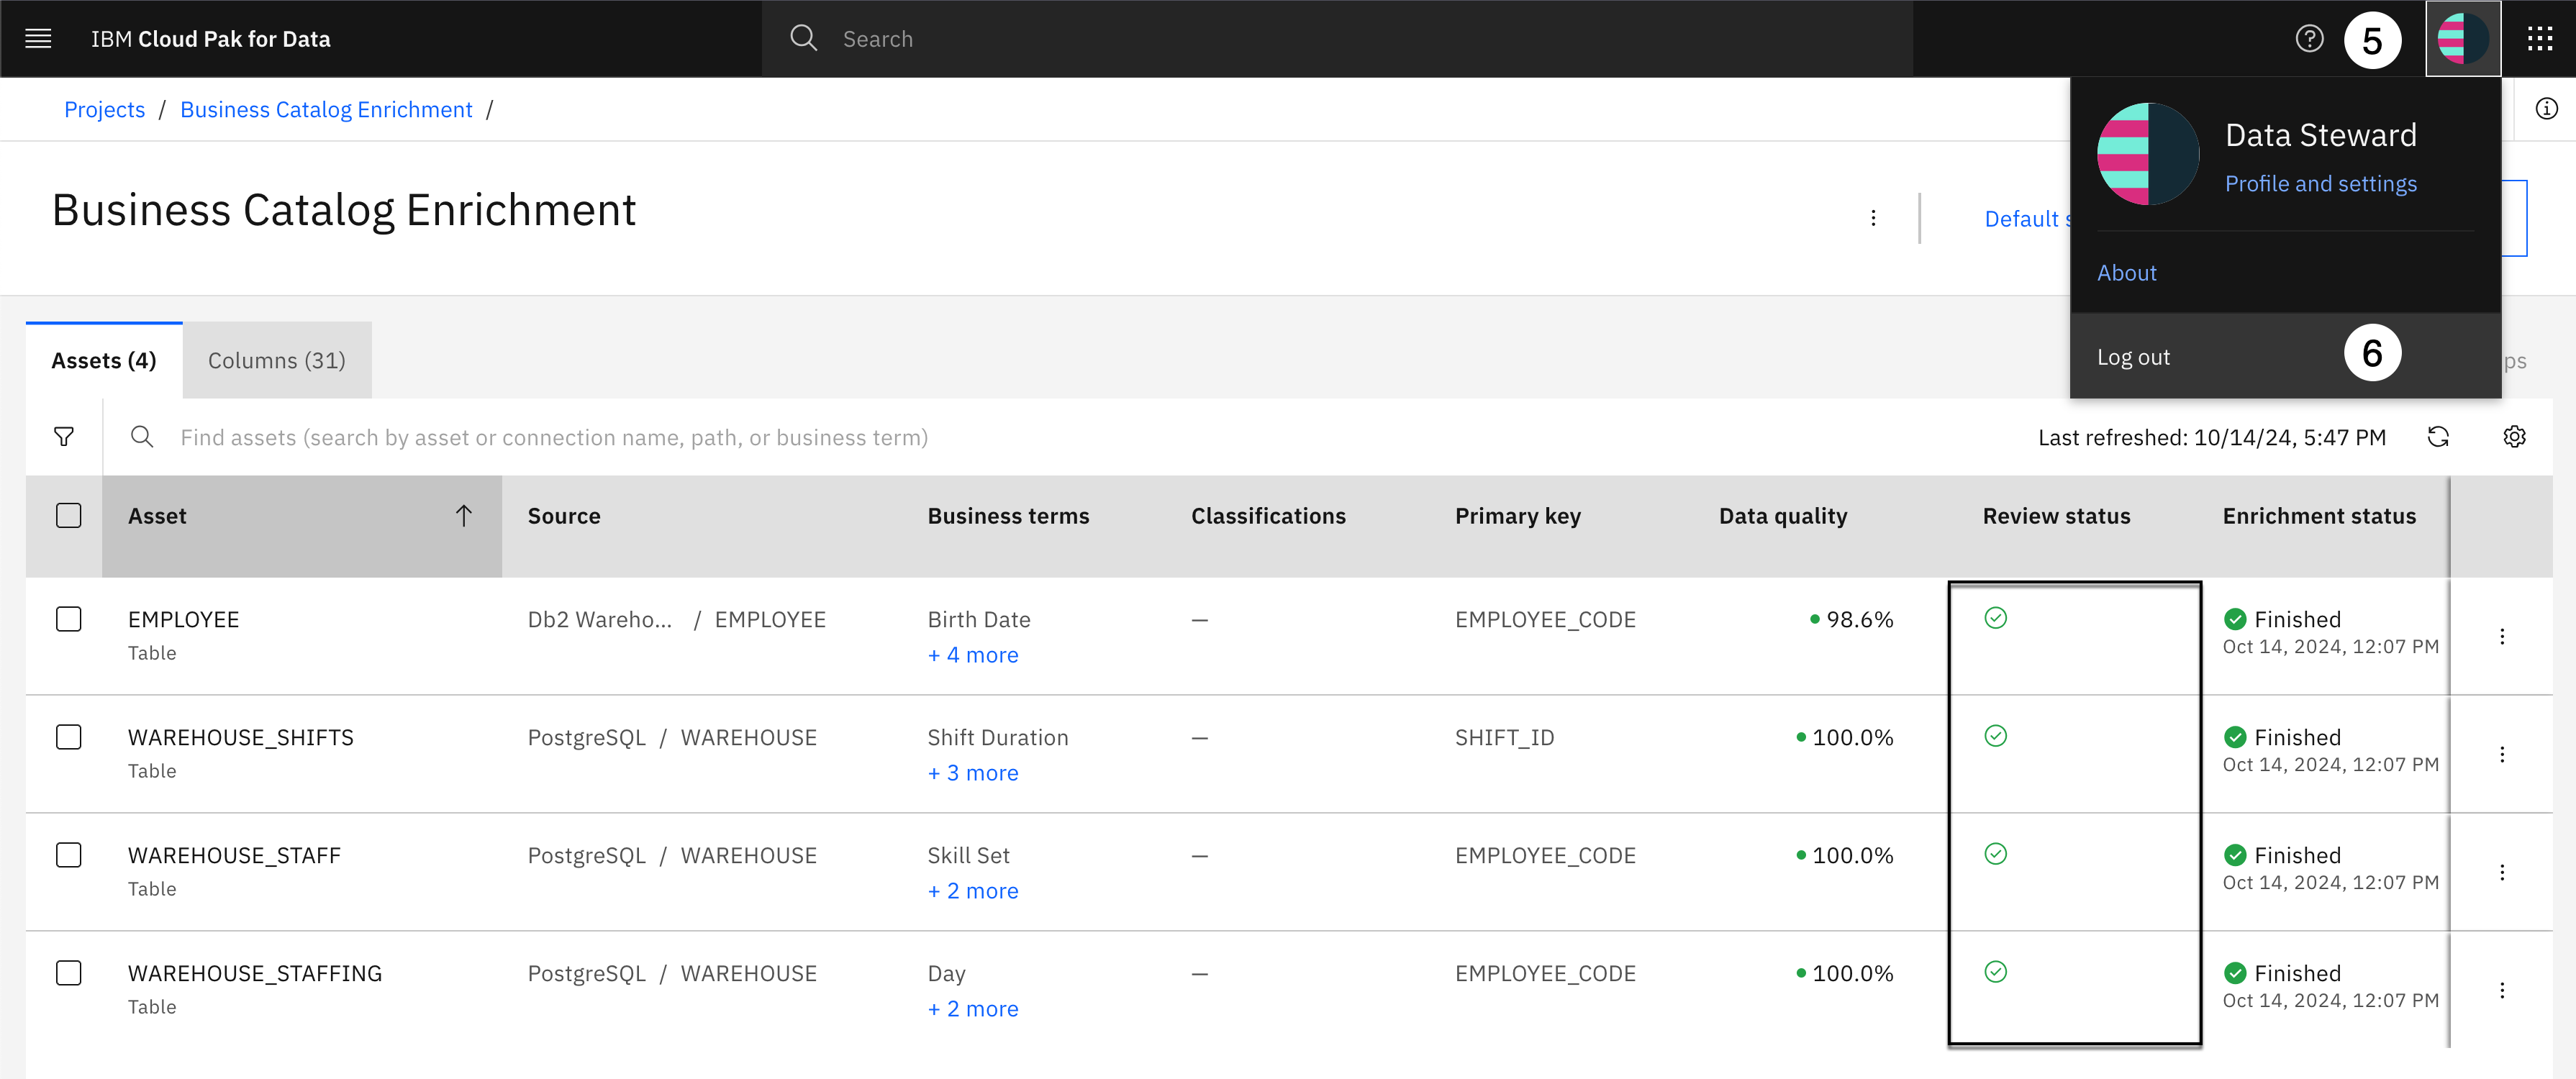 IBM Cloud Pak for Data
Search
5
Projects / Business Catalog Enrichment /
Data Steward
Profile and settings
Business Catalog Enrichment
Default s
About
Log out
6
Assets (4)
Columns (31)
ps
Find assets (search by asset or connection name, path, or business term)
Last refreshed: 10/14/24, 5:47 PM
Asset Source Business terms Classifications Primary key Data quality Review status Enrichment status
EMPLOYEE Db2 Wareho... / EMPLOYEE Birth Date — EMPLOYEE_CODE 98.6% Finished
Table + 4 more Oct 14, 2024, 12:07 PM
WAREHOUSE_SHIFTS PostgreSQL / WAREHOUSE Shift Duration — SHIFT_ID 100.0% Finished
Table + 3 more Oct 14, 2024, 12:07 PM
WAREHOUSE_STAFF PostgreSQL / WAREHOUSE Skill Set — EMPLOYEE_CODE 100.0% Finished
Table + 2 more Oct 14, 2024, 12:07 PM
WAREHOUSE_STAFFING PostgreSQL / WAREHOUSE Day — EMPLOYEE_CODE 100.0% Finished
Table + 2 more Oct 14, 2024, 12:07 PM